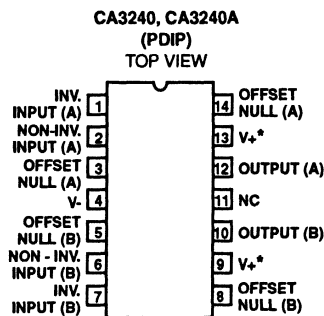 CA3240, CA3240A
(PDIP)
TOP VIEW
INV.
INPUT (A)
1
NON-INV.
INPUT (A)
2
OFFSET
NULL (A)
3
V-
4
OFFSET
NULL (B)
5
NON - INV.
INPUT (B)
6
INV.
INPUT (B)
7
14
OFFSET
NULL (A)
13
V+*
12
OUTPUT (A)
11
NC
10
OUTPUT (B)
9
V+*
8
OFFSET
NULL (B)